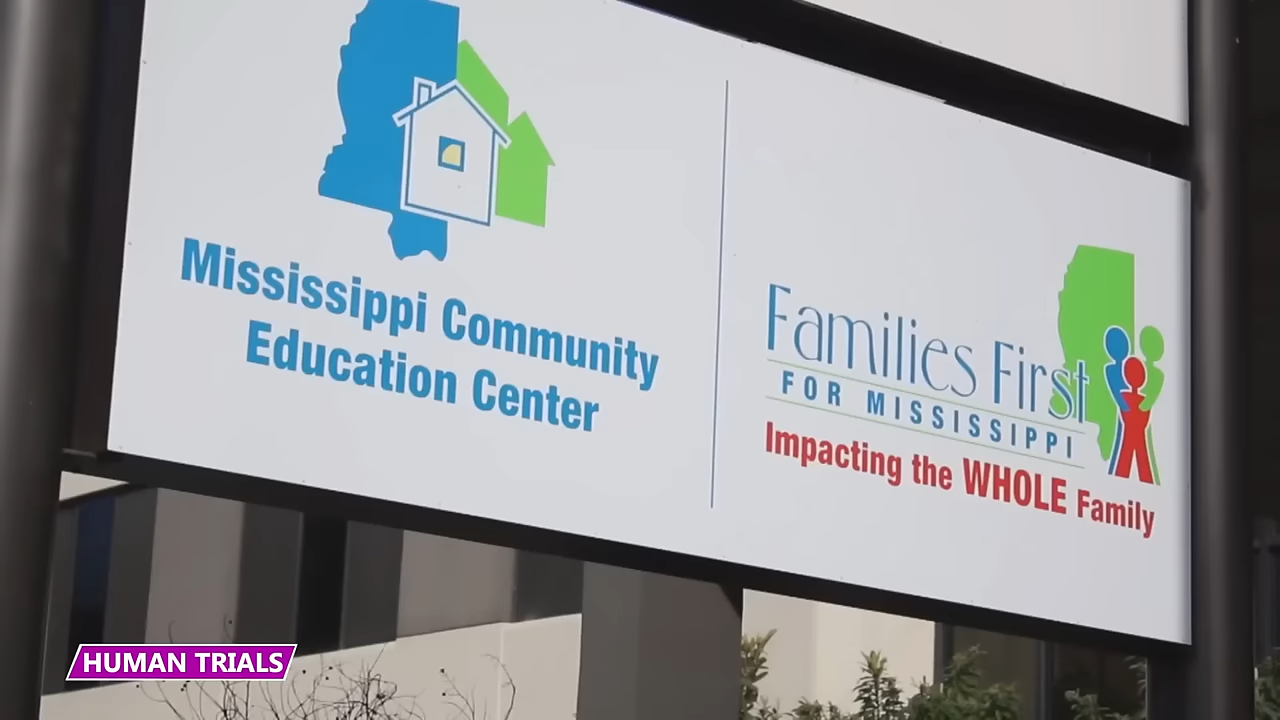 Mississippi Community
Education Center
Families First
FOR MISSISSIPPI
Impacting the WHOLE Family
HUMAN TRIALS